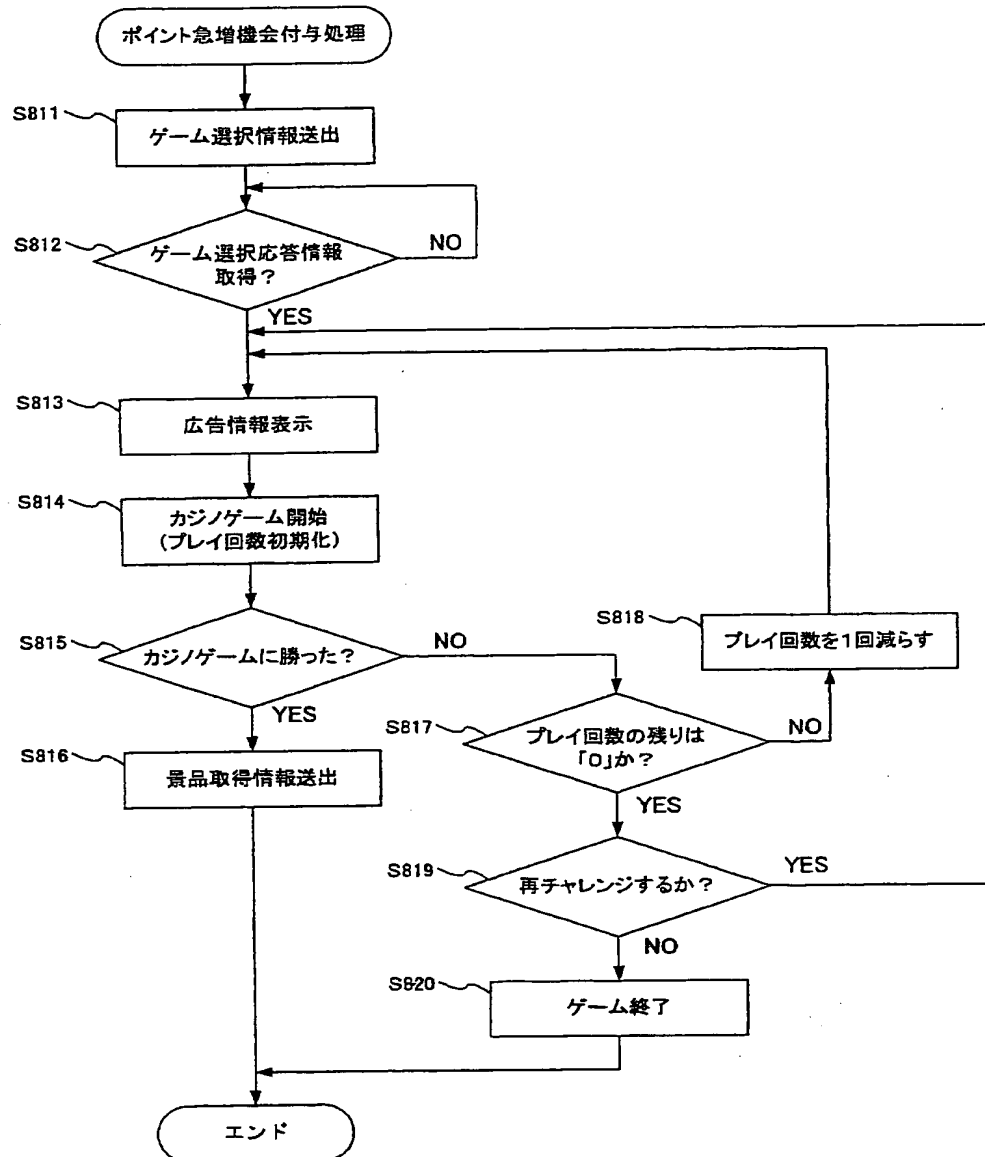 ポイント急増機会付与処理
S811
ゲーム選択情報送出
S812
ゲーム選択応答情報
取得？
NO
YES
S813
広告情報表示
S814
カジノゲーム開始
(プレイ回数初期化)
S815
カジノゲームに勝った？
NO
YES
S816
景品取得情報送出
S817
プレイ回数の残りは
「0」か？
NO
YES
S818
プレイ回数を1回減らす
S819
再チャレンジするか？
YES
NO
S820
ゲーム終了
エンド